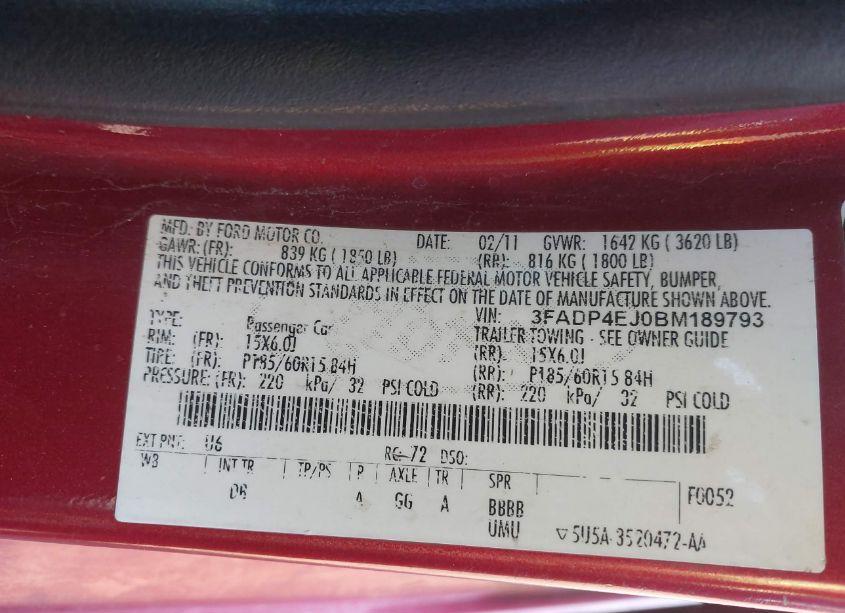 MFD. BY FORD MOTOR CO. DATE: 02/11 GVWR: 1642 KG ( 3620 LB)
GAWR: (FR): 839 KG ( 1850 LB) (RR): 816 KG ( 1800 LB)
THIS VEHICLE CONFORMS TO ALL APPLICABLE FEDERAL MOTOR VEHICLE SAFETY, BUMPER,
AND THEFT PREVENTION STANDARDS IN EFFECT ON THE DATE OF MANUFACTURE SHOWN ABOVE.
VIN: 3FADP4EJ0BM189793
TYPE: Passenger Car TRAILER TOWING - SEE OWNER GUIDE
RIM: (FR): 15X6.0J (RR): 15X6.0J
TIRE: (FR): P185/60R15 84H (RR): P185/60R15 84H
PRESSURE: (FR): 220 kPa/ 32 PSI COLD (RR): 220 kPa/ 32 PSI COLD
EXT PNT: U6 RC: 72 DSO:
WB INT TR TP/PS P AXLE TR SPR F0052
DB A GG A BBBB
UMU ▽5U5A-3520472-AA